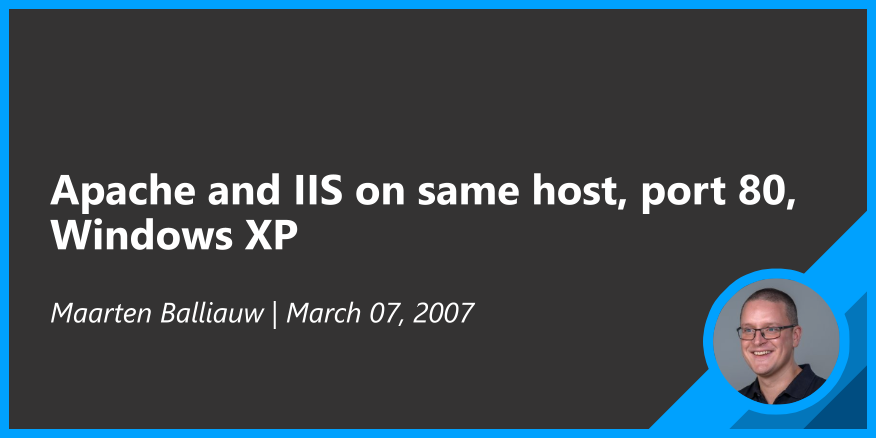 Apache and IIS on same host, port 80,
Windows XP
Maarten Balliauw | March 07, 2007